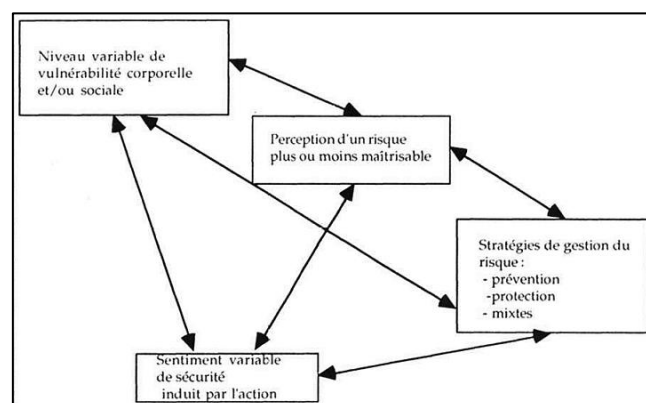 Niveau variable de
vulnérabilité corporelle
et/ou sociale
Perception d'un risque
plus ou moins maîtrisable
Stratégies de gestion du
risque :
- prévention
-protection
- mixtes
Sentiment variable
de sécurité
induit par l'action